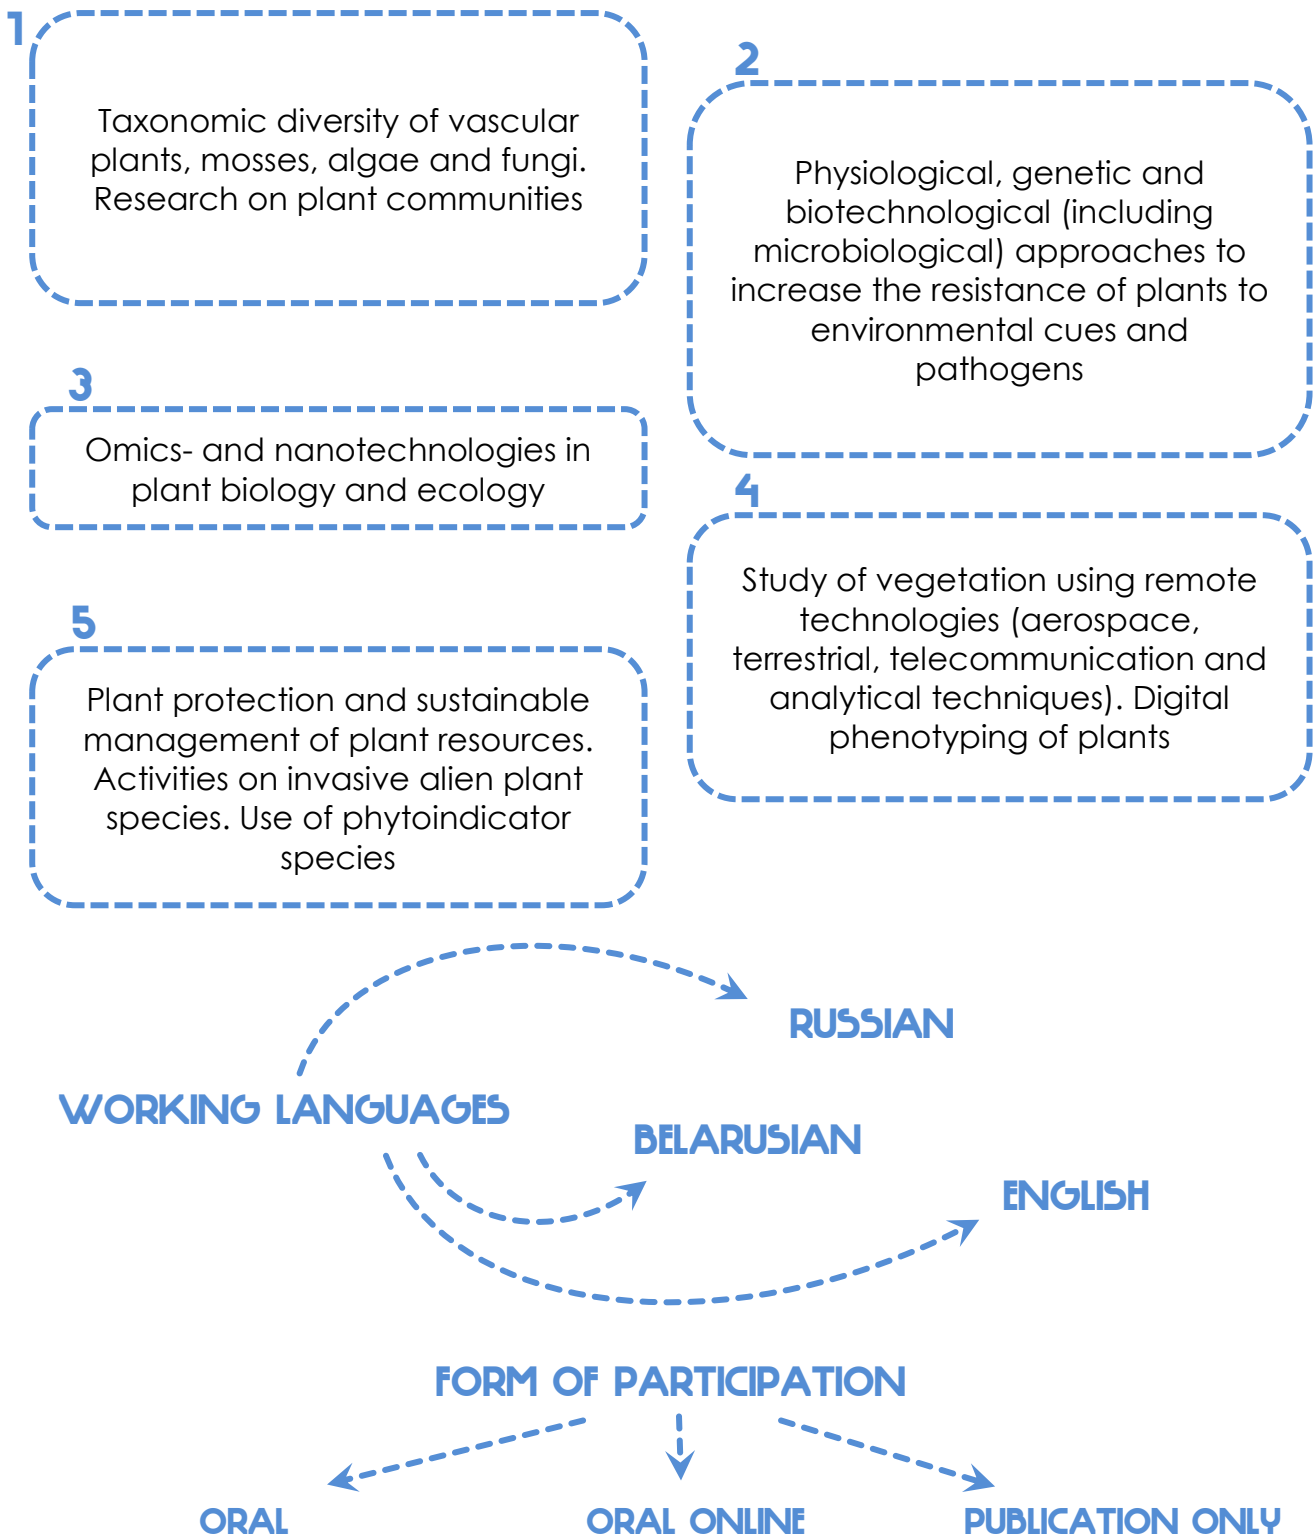 1
Taxonomic diversity of vascular
plants, mosses, algae and fungi.
Research on plant communities
2
Physiological, genetic and
biotechnological (including
microbiological) approaches to
increase the resistance of plants to
environmental cues and
pathogens
3
Omics- and nanotechnologies in
plant biology and ecology
4
Study of vegetation using remote
technologies (aerospace,
terrestrial, telecommunication and
analytical techniques). Digital
phenotyping of plants
5
Plant protection and sustainable
management of plant resources.
Activities on invasive alien plant
species. Use of phytoindicator
species
WORKING LANGUAGES
RUSSIAN
BELARUSIAN
ENGLISH
FORM OF PARTICIPATION
ORAL
ORAL ONLINE
PUBLICATION ONLY